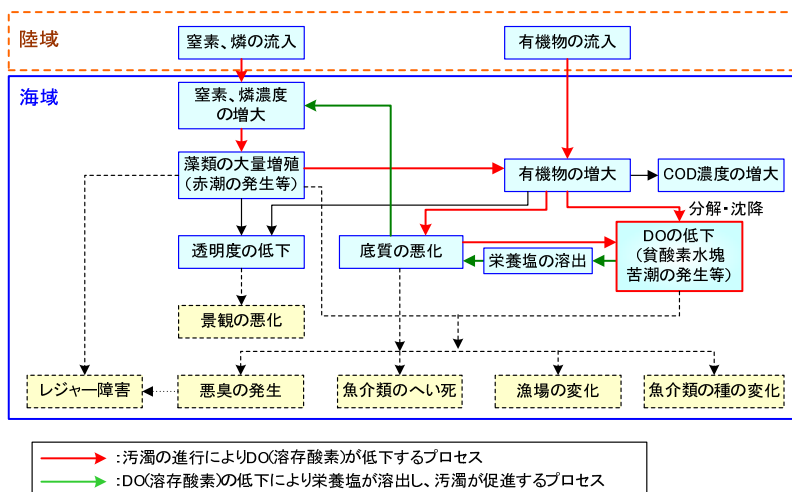 陸域
窒素、燐の流入
有機物の流入
海域
窒素、燐濃度
の増大
藻類の大量増殖
（赤潮の発生等）
有機物の増大
COD濃度の増大
分解・沈降
透明度の低下
底質の悪化
栄養塩の溶出
DOの低下
（貧酸素水塊
苦潮の発生等）
景観の悪化
レジャー障害
悪臭の発生
魚介類のへい死
漁場の変化
魚介類の種の変化
：汚濁の進行によりDO(溶存酸素)が低下するプロセス
：DO(溶存酸素)の低下により栄養塩が溶出し、汚濁が促進するプロセス